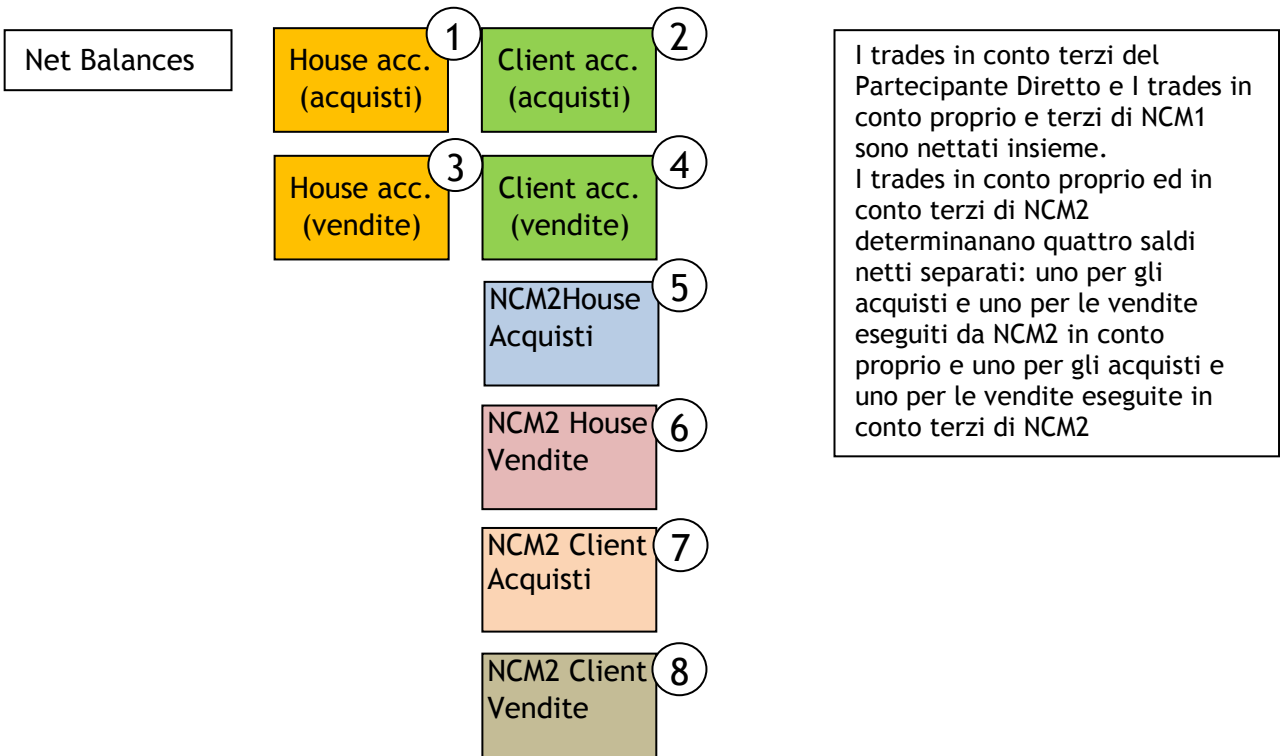 Net Balances
House acc.
(acquisti)
1
Client acc.
(acquisti)
2
House acc.
(vendite)
3
Client acc.
(vendite)
4
NCM2House
Acquisti
5
NCM2 House
Vendite
6
NCM2 Client
Acquisti
7
NCM2 Client
Vendite
8
I trades in conto terzi del
Partecipante Diretto e I trades in
conto proprio e terzi di NCM1
sono nettati insieme.
I trades in conto proprio ed in
conto terzi di NCM2
determinanano quattro saldi
netti separati: uno per gli
acquisti e uno per le vendite
eseguiti da NCM2 in conto
proprio e uno per gli acquisti e
uno per le vendite eseguite in
conto terzi di NCM2